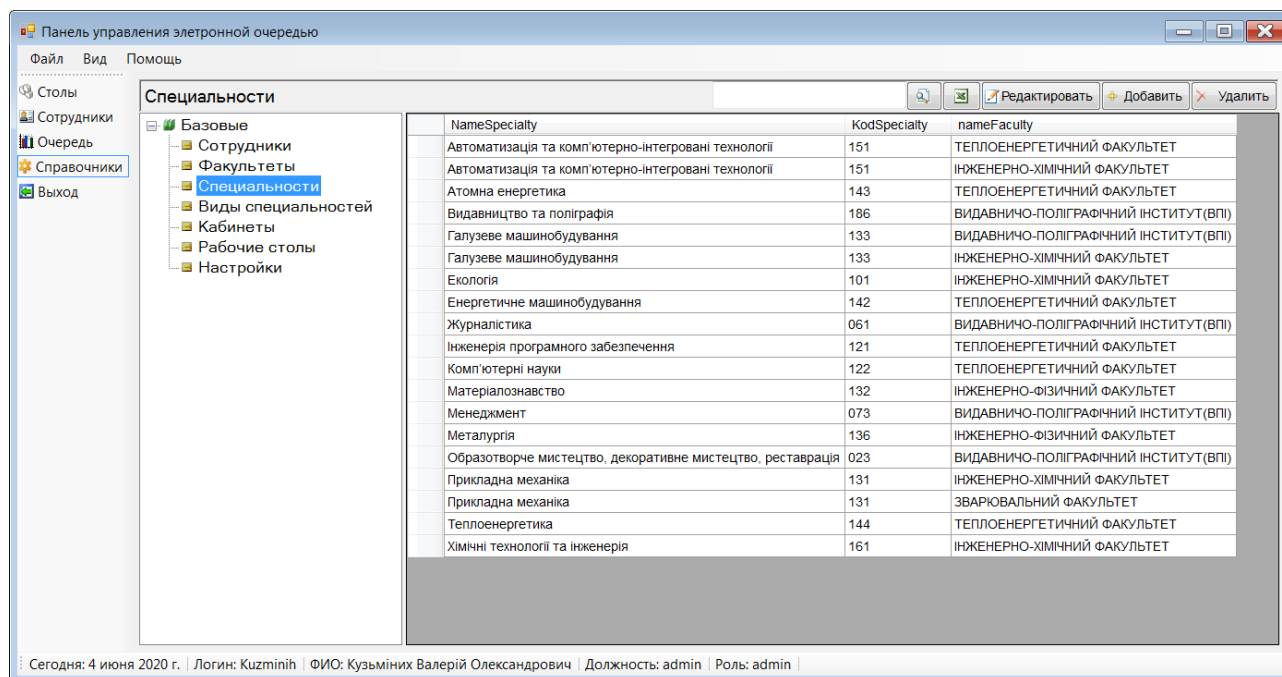 Панель управления элетронной очередью
Файл Вид Помощь
Столы
Сотрудники
Очередь
Справочники
Выход
Специальности
Редактировать Добавить Удалить
Базовые
Сотрудники
Факультеты
Специальности
Виды специальностей
Кабинеты
Рабочие столы
Настройки
NameSpecialty KodSpecialty nameFaculty
Автоматизація та комп'ютерно-інтегровані технології 151 ТЕПЛОЕНЕРГЕТИЧНИЙ ФАКУЛЬТЕТ
Автоматизація та комп'ютерно-інтегровані технології 151 ІНЖЕНЕРНО-ХІМІЧНИЙ ФАКУЛЬТЕТ
Атомна енергетика 143 ТЕПЛОЕНЕРГЕТИЧНИЙ ФАКУЛЬТЕТ
Видавництво та поліграфія 186 ВИДАВНИЧО-ПОЛІГРАФІЧНИЙ ІНСТИТУТ(ВПІ)
Галузеве машинобудування 133 ВИДАВНИЧО-ПОЛІГРАФІЧНИЙ ІНСТИТУТ(ВПІ)
Галузеве машинобудування 133 ІНЖЕНЕРНО-ХІМІЧНИЙ ФАКУЛЬТЕТ
Екологія 101 ІНЖЕНЕРНО-ХІМІЧНИЙ ФАКУЛЬТЕТ
Енергетичне машинобудування 142 ТЕПЛОЕНЕРГЕТИЧНИЙ ФАКУЛЬТЕТ
Журналістика 061 ВИДАВНИЧО-ПОЛІГРАФІЧНИЙ ІНСТИТУТ(ВПІ)
Інженерія програмного забезпечення 121 ТЕПЛОЕНЕРГЕТИЧНИЙ ФАКУЛЬТЕТ
Комп'ютерні науки 122 ТЕПЛОЕНЕРГЕТИЧНИЙ ФАКУЛЬТЕТ
Матеріалознавство 132 ІНЖЕНЕРНО-ФІЗИЧНИЙ ФАКУЛЬТЕТ
Менеджмент 073 ВИДАВНИЧО-ПОЛІГРАФІЧНИЙ ІНСТИТУТ(ВПІ)
Металургія 136 ІНЖЕНЕРНО-ФІЗИЧНИЙ ФАКУЛЬТЕТ
Образотворче мистецтво, декоративне мистецтво, реставрація 023 ВИДАВНИЧО-ПОЛІГРАФІЧНИЙ ІНСТИТУТ(ВПІ)
Прикладна механіка 131 ІНЖЕНЕРНО-ХІМІЧНИЙ ФАКУЛЬТЕТ
Прикладна механіка 131 ЗВАРЮВАЛЬНИЙ ФАКУЛЬТЕТ
Теплоенергетика 144 ТЕПЛОЕНЕРГЕТИЧНИЙ ФАКУЛЬТЕТ
Хімічні технології та інженерія 161 ІНЖЕНЕРНО-ХІМІЧНИЙ ФАКУЛЬТЕТ
Сегодня: 4 июня 2020 г. Логин: Kuzminih ФИО: Кузьміних Валерій Олександрович Должность: admin Роль: admin